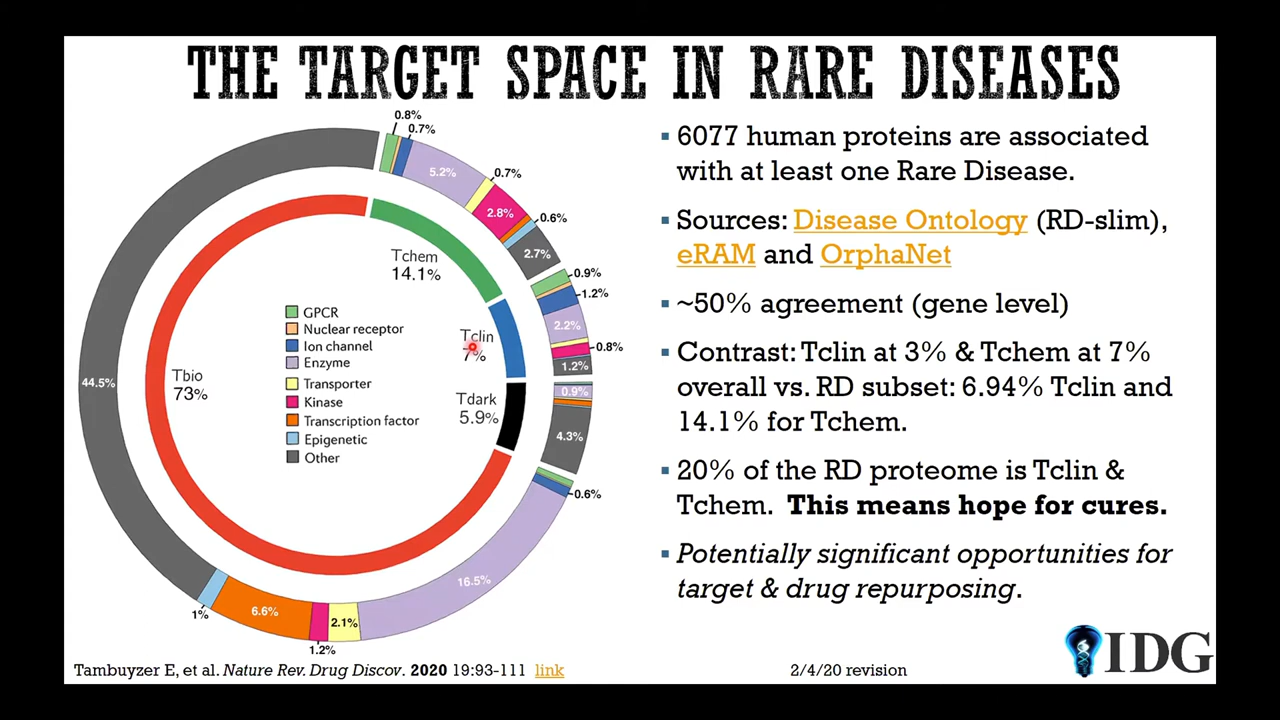 THE TARGET SPACE IN RARE DISEASES
0.8%
0.7%
5.2%
0.7%
2.8%
0.6%
2.7%
0.9%
1.2%
2.2%
0.8%
1.2%
0.9%
4.3%
0.6%
16.5%
2.1%
1.2%
6.6%
1%
44.5%
Tchem
14.1%
Tclin
7%
Tdark
5.9%
Tbio
73%
GPCR
Nuclear receptor
Ion channel
Enzyme
Transporter
Kinase
Transcription factor
Epigenetic
Other
▪ 6077 human proteins are associated
with at least one Rare Disease.
▪ Sources: Disease Ontology (RD-slim),
eRAM and OrphaNet
▪ ~50% agreement (gene level)
▪ Contrast: Tclin at 3% & Tchem at 7%
overall vs. RD subset: 6.94% Tclin and
14.1% for Tchem.
▪ 20% of the RD proteome is Tclin &
Tchem. This means hope for cures.
▪ Potentially significant opportunities for
target & drug repurposing.
Tambuyzer E, et al. Nature Rev. Drug Discov. 2020 19:93-111 link
2/4/20 revision
IDG